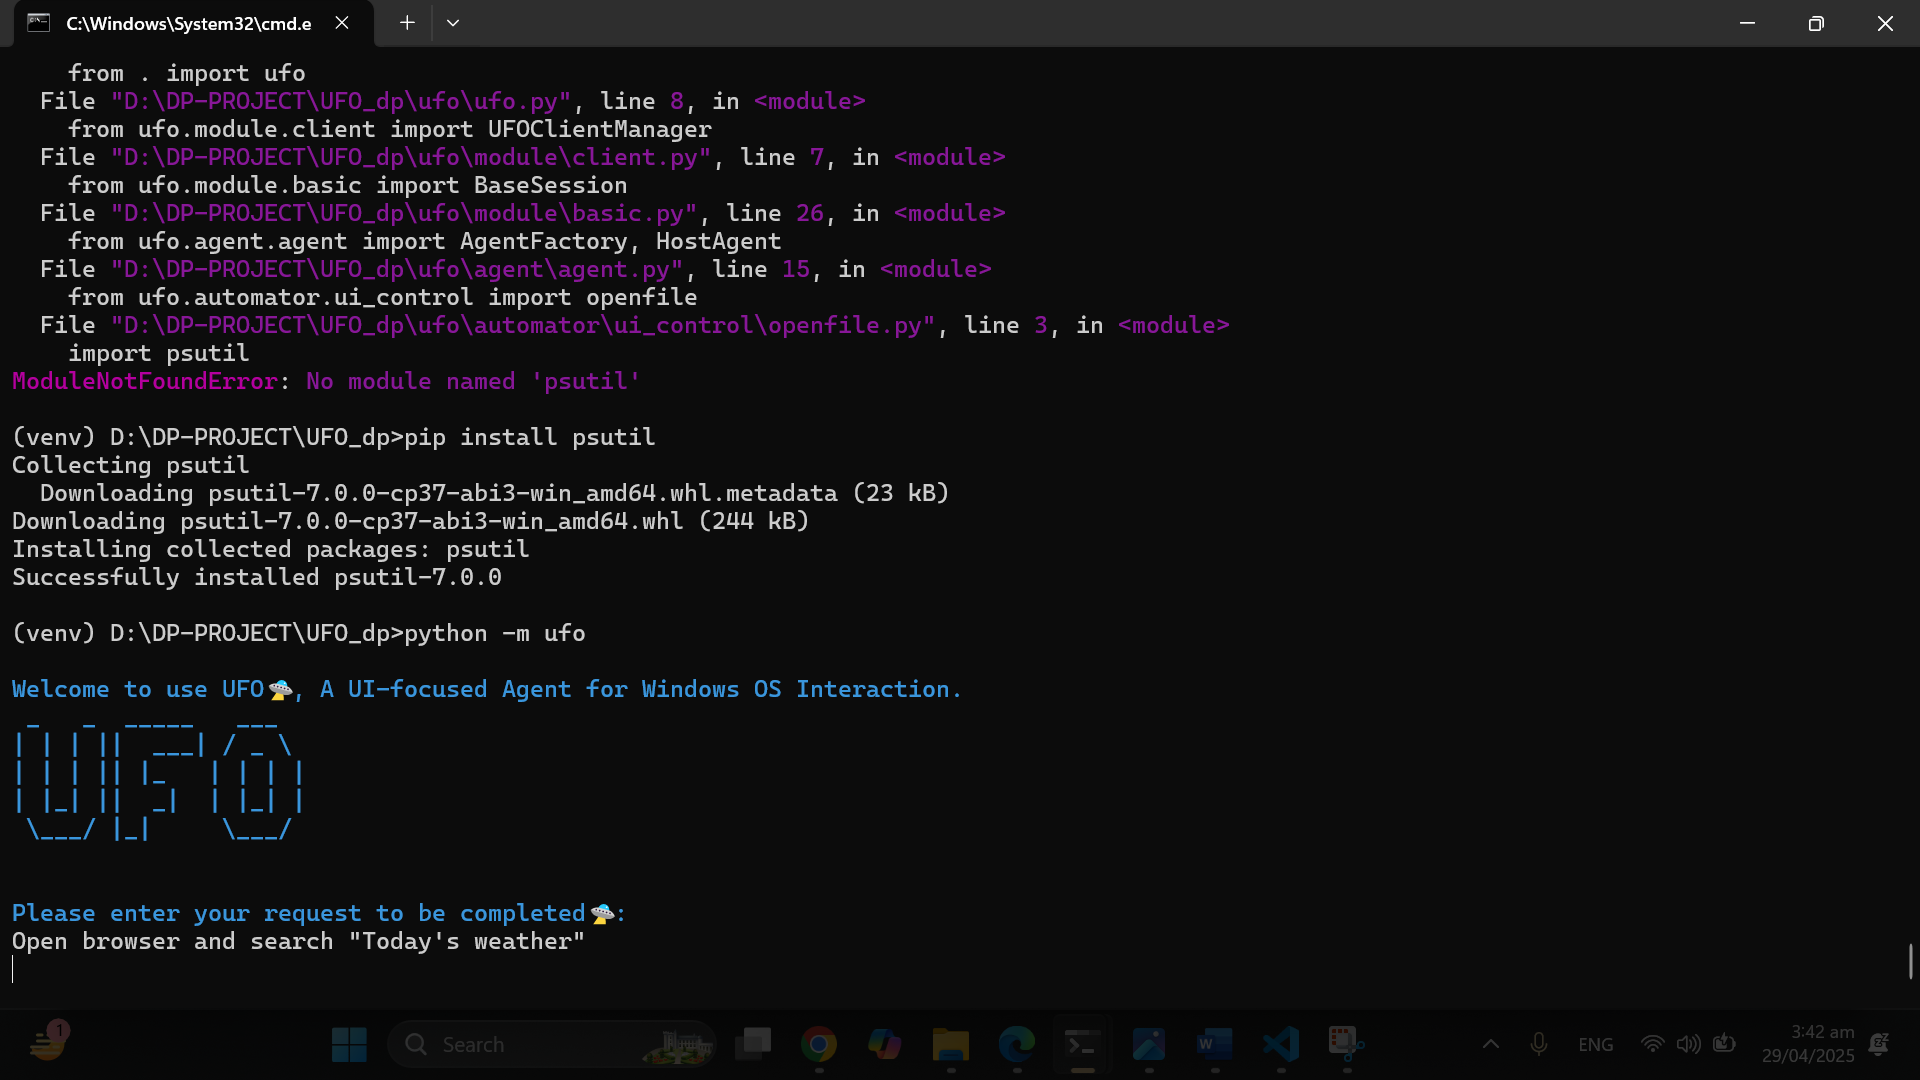 C:\Windows\System32\cmd.e
from . import ufo
File "D:\DP-PROJECT\UFO_dp\ufo\ufo.py", line 8, in <module>
from ufo.module.client import UFOClientManager
File "D:\DP-PROJECT\UFO_dp\ufo\module\client.py", line 7, in <module>
from ufo.module.basic import BaseSession
File "D:\DP-PROJECT\UFO_dp\ufo\module\basic.py", line 26, in <module>
from ufo.agent.agent import AgentFactory, HostAgent
File "D:\DP-PROJECT\UFO_dp\ufo\agent\agent.py", line 15, in <module>
from ufo.automator.ui_control import openfile
File "D:\DP-PROJECT\UFO_dp\ufo\automator\ui_control\openfile.py", line 3, in <module>
import psutil
ModuleNotFoundError: No module named 'psutil'
(venv) D:\DP-PROJECT\UFO_dp>pip install psutil
Collecting psutil
Downloading psutil-7.0.0-cp37-abi3-win_amd64.whl.metadata (23 kB)
Downloading psutil-7.0.0-cp37-abi3-win_amd64.whl (244 kB)
Installing collected packages: psutil
Successfully installed psutil-7.0.0
(venv) D:\DP-PROJECT\UFO_dp>python -m ufo
Welcome to use UFO🛸, A UI-focused Agent for Windows OS Interaction.
UFO
Please enter your request to be completed🛸:
Open browser and search "Today's weather"
1
Search
W
ENG
3:42 am
29/04/2025